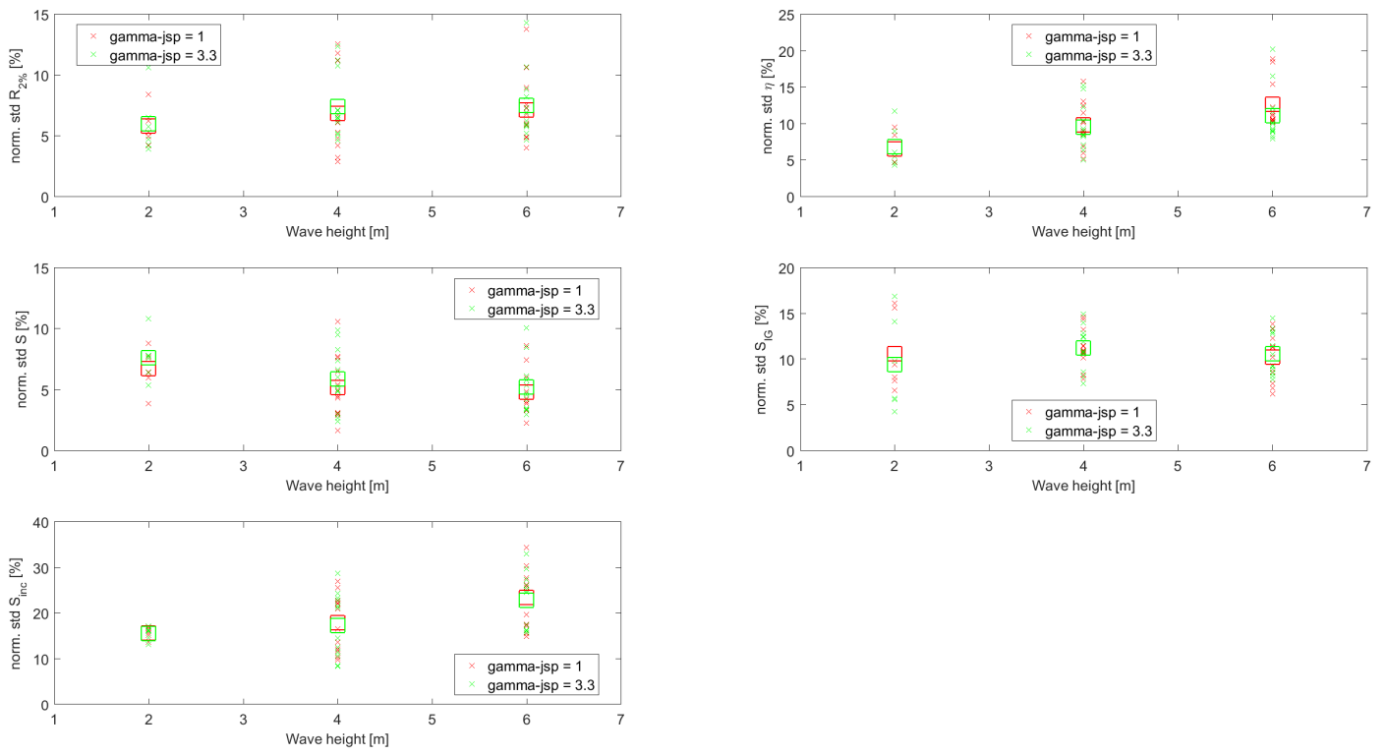 15
10
5
0
norm. std R2% [%]
gamma-jsp = 1
gamma-jsp = 3.3
1 2 3 4 5 6 7
Wave height [m]
25
20
15
10
5
0
norm. std η [%]
gamma-jsp = 1
gamma-jsp = 3.3
1 2 3 4 5 6 7
Wave height [m]
15
10
5
0
norm. std S [%]
gamma-jsp = 1
gamma-jsp = 3.3
1 2 3 4 5 6 7
Wave height [m]
20
15
10
5
0
norm. std SIG [%]
gamma-jsp = 1
gamma-jsp = 3.3
1 2 3 4 5 6 7
Wave height [m]
40
30
20
10
0
norm. std Sinc [%]
gamma-jsp = 1
gamma-jsp = 3.3
1 2 3 4 5 6 7
Wave height [m]